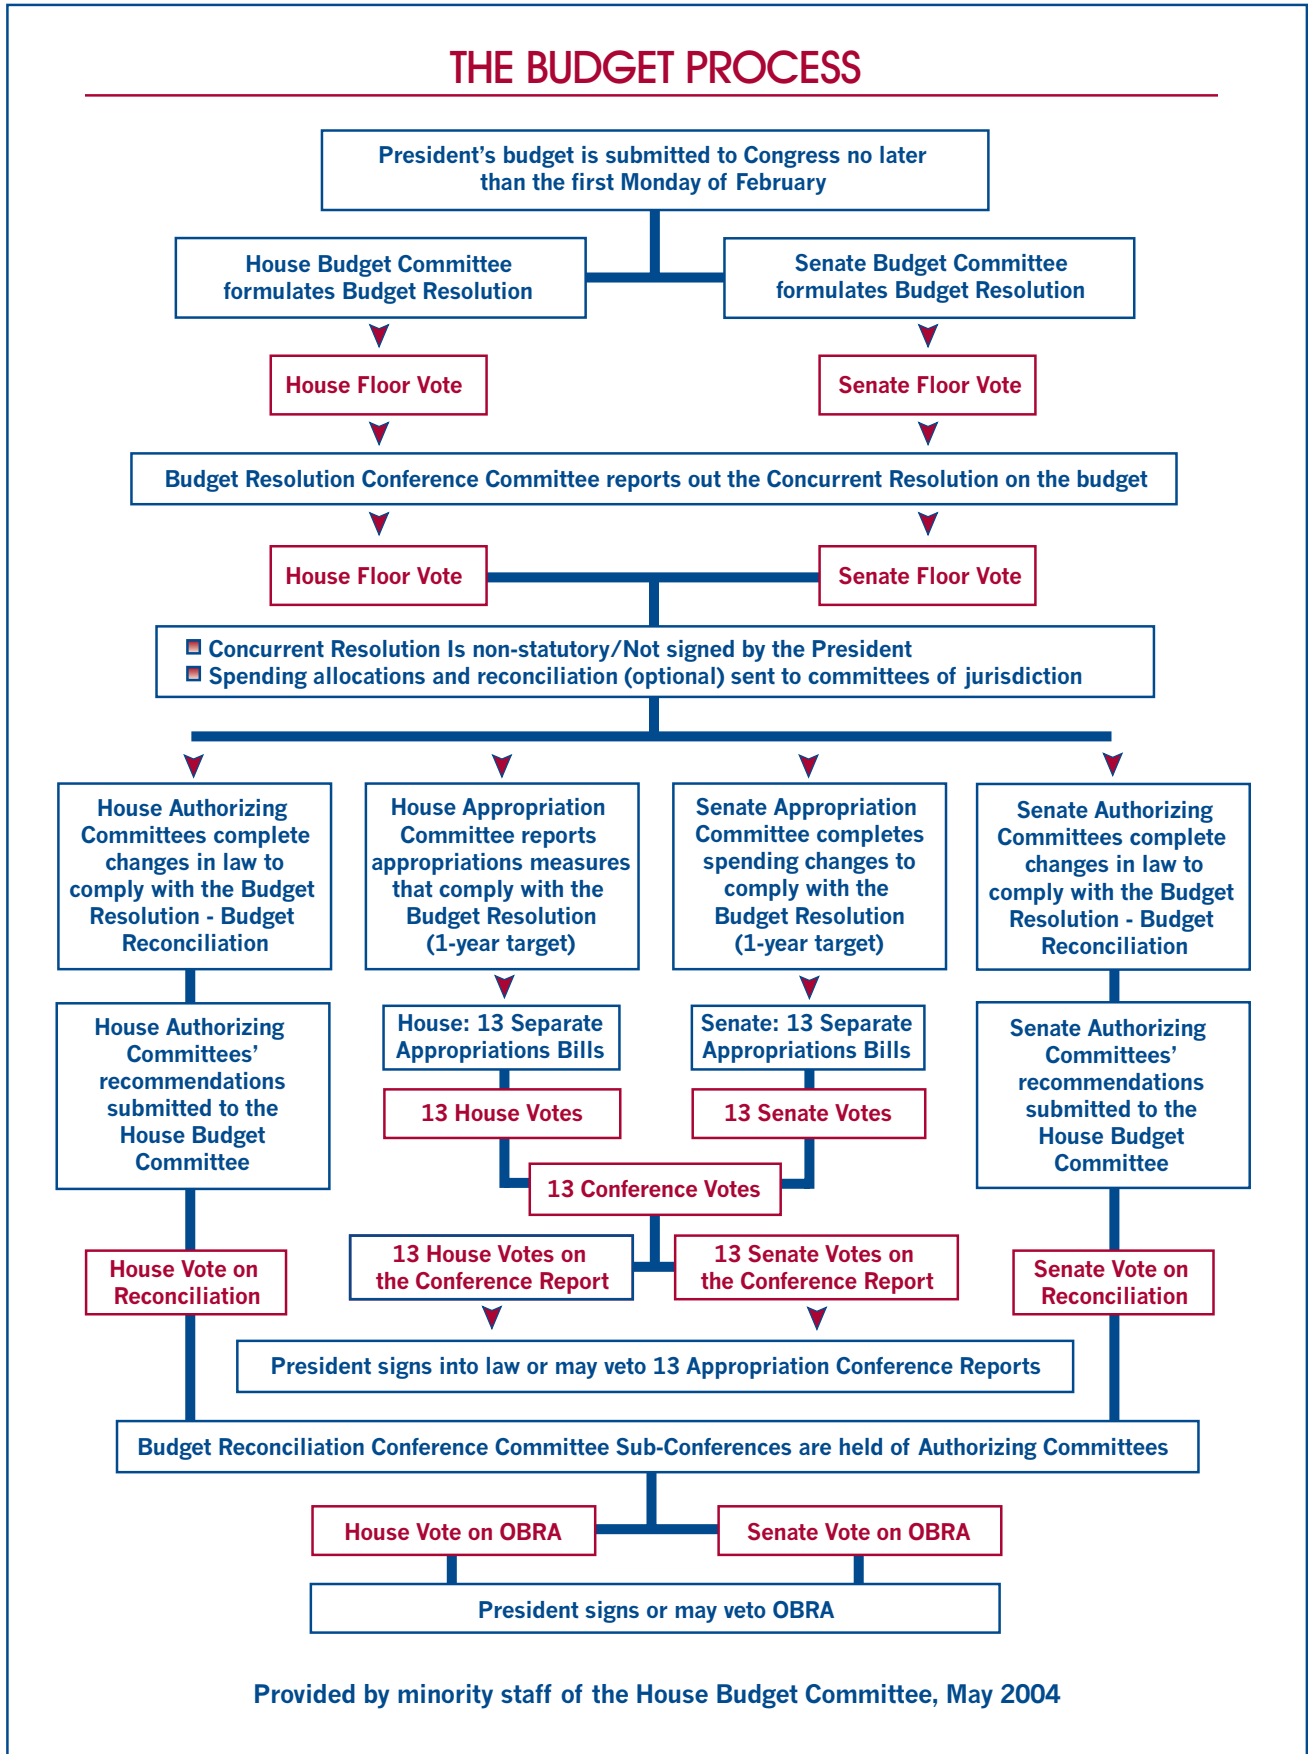 THE BUDGET PROCESS
President's budget is submitted to Congress no later
than the first Monday of February
House Budget Committee
formulates Budget Resolution
Senate Budget Committee
formulates Budget Resolution
House Floor Vote
Senate Floor Vote
Budget Resolution Conference Committee reports out the Concurrent Resolution on the budget
House Floor Vote
Senate Floor Vote
Concurrent Resolution Is non-statutory/Not signed by the President
Spending allocations and reconciliation (optional) sent to committees of jurisdiction
House Authorizing
Committees complete
changes in law to
comply with the Budget
Resolution - Budget
Reconciliation
House Appropriation
Committee reports
appropriations measures
that comply with the
Budget Resolution
(1-year target)
Senate Appropriation
Committee completes
spending changes to
comply with the
Budget Resolution
(1-year target)
Senate Authorizing
Committees complete
changes in law to
comply with the Budget
Resolution - Budget
Reconciliation
House Authorizing
Committees'
recommendations
submitted to the
House Budget
Committee
House: 13 Separate
Appropriations Bills
Senate: 13 Separate
Appropriations Bills
Senate Authorizing
Committees'
recommendations
submitted to the
House Budget
Committee
13 House Votes
13 Senate Votes
13 Conference Votes
13 House Votes on
the Conference Report
13 Senate Votes on
the Conference Report
House Vote on
Reconciliation
Senate Vote on
Reconciliation
President signs into law or may veto 13 Appropriation Conference Reports
Budget Reconciliation Conference Committee Sub-Conferences are held of Authorizing Committees
House Vote on OBRA
Senate Vote on OBRA
President signs or may veto OBRA
Provided by minority staff of the House Budget Committee, May 2004